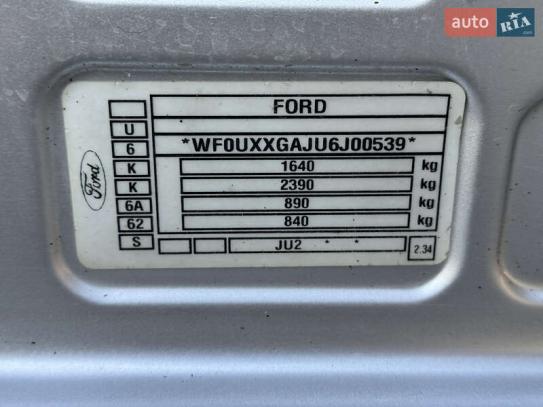 auto RIA
FORD
U
6 *WF0UXXGAJU6J00539*
K 1640 kg
K 2390 kg
6A 890 kg
62 840 kg
S JU2 * * 2.34
Ford